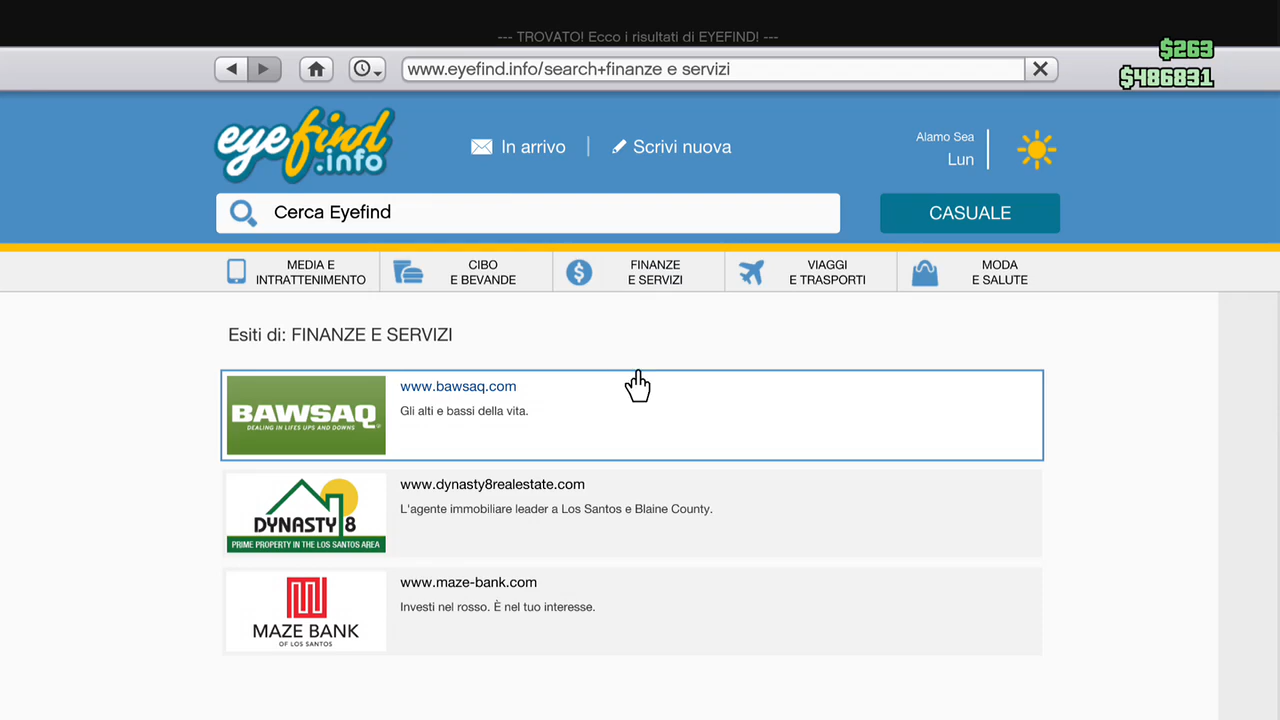 --- TROVATO! Ecco i risultati di EYEFIND! ---
$263
www.eyefind.info/search+finanze e servizi
$486831
eyefind
.info
In arrivo
Scrivi nuova
Alamo Sea
Lun
Cerca Eyefind
CASUALE
MEDIA E
INTRATTENIMENTO
CIBO
E BEVANDE
FINANZE
E SERVIZI
VIAGGI
E TRASPORTI
MODA
E SALUTE
Esiti di: FINANZE E SERVIZI
BAWSAQ
DEALING IN LIFES UPS AND DOWNS
www.bawsaq.com
Gli alti e bassi della vita.
DYNASTY 8
PRIME PROPERTY IN THE LOS SANTOS AREA
www.dynasty8realestate.com
L'agente immobiliare leader a Los Santos e Blaine County.
MAZE BANK
OF LOS SANTOS
www.maze-bank.com
Investi nel rosso. È nel tuo interesse.